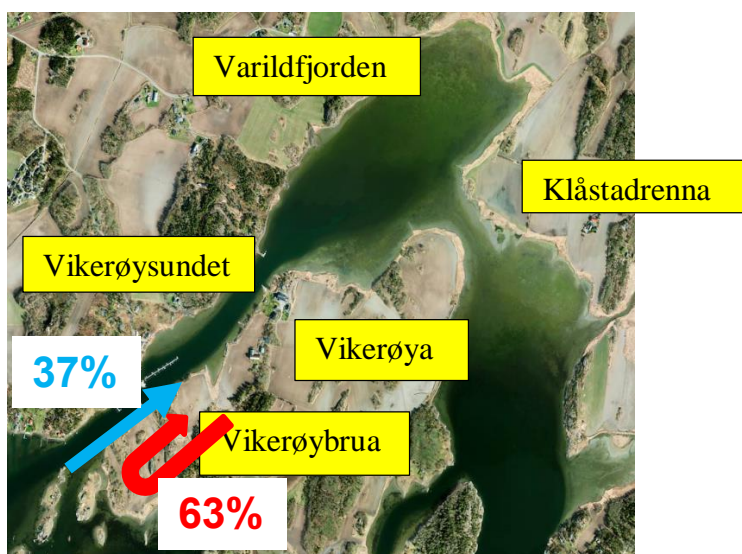 Varildfjorden
Klåstadrenna
Vikerøysundet
Vikerøya
37%
Vikerøybrua
63%